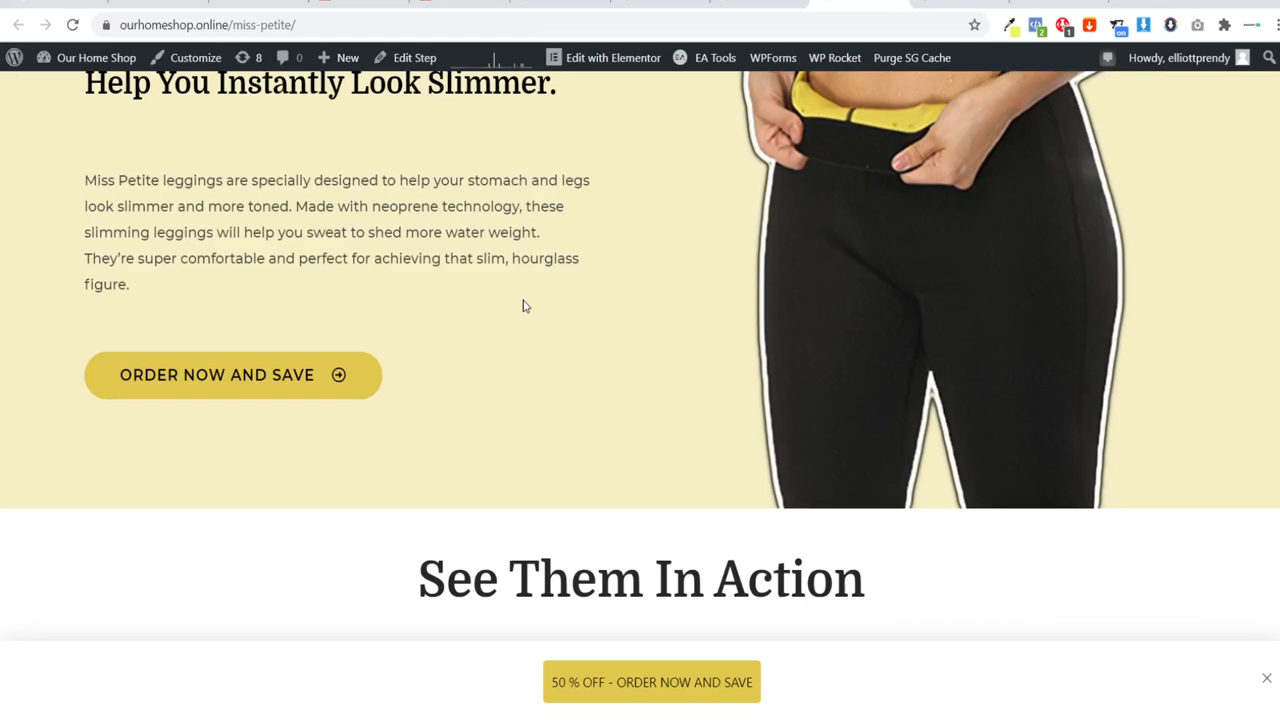 ourhomeshop.online/miss-petite/
2
1
on
Our Home Shop Customize 8 0 New Edit Step Edit with Elementor EA EA Tools WPForms WP Rocket Purge SG Cache Howdy, elliottprendy
Help You Instantly Look Slimmer.
Miss Petite leggings are specially designed to help your stomach and legs
look slimmer and more toned. Made with neoprene technology, these
slimming leggings will help you sweat to shed more water weight.
They’re super comfortable and perfect for achieving that slim, hourglass
figure.
ORDER NOW AND SAVE
See Them In Action
50 % OFF - ORDER NOW AND SAVE